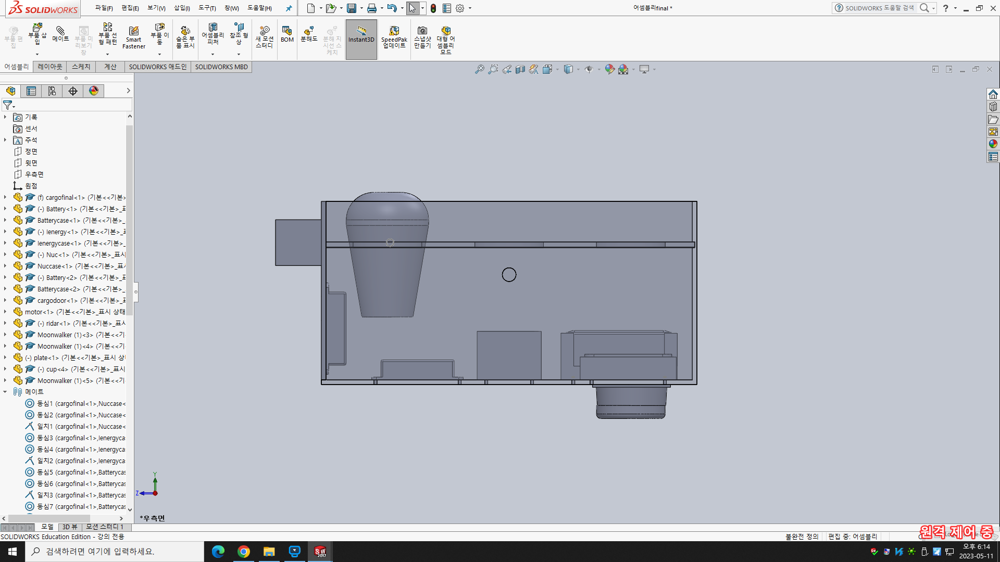 SOLIDWORKS
파일(F) 편집(E) 보기(V) 삽입(I) 도구(T) 창(W) 도움말(H)
어셈블리final *
SOLIDWORKS 도움말 검색
부품 편집
부품 삽입
메이트
부품 미리보기 창
부품 선형 패턴
Smart Fastener
부품 이동
숨은 부품 표시
어셈블리 피처
참조 형상
새 모션 스터디
BOM
분해도
분해 지시선 스케치
Instant3D
SpeedPak 업데이트
스냅샷 만들기
대형 어셈블리 모드
어셈블리 레이아웃 스케치 계산 SOLIDWORKS 애드인 SOLIDWORKS MBD
기록
센서
주석
정면
윗면
우측면
원점
(f) cargofinal<1> (기본<<기본>
(-) Battery<1> (기본<<기본>_표
Batterycase<1> (기본<<기본>_
(-) Ienergy<1> (기본<<기본>_표
Ienergycase<1> (기본<<기본>_
(-) Nuc<1> (기본<<기본>_표시
Nuccase<1> (기본<<기본>_표시
(-) Battery<2> (기본<<기본>_표
Batterycase<2> (기본<<기본>_
cargodoor<1> (기본<<기본>_표
motor<1> (기본<<기본>_표시 상태
(-) ridar<1> (기본<<기본>_표시
Moonwalker (1)<3> (기본<<기
Moonwalker (1)<4> (기본<<기
(-) plate<1> (기본<<기본>_표시 상
(-) cup<4> (기본<<기본>_표시
Moonwalker (1)<5> (기본<<기
메이트
동심1 (cargofinal<1>,Nuccase<
동심2 (cargofinal<1>,Nuccase<
일치1 (cargofinal<1>,Nuccase<
동심3 (cargofinal<1>,Ienergyca
동심4 (cargofinal<1>,Ienergyca
일치2 (cargofinal<1>,Ienergyca
동심5 (cargofinal<1>,Batterycas
동심6 (cargofinal<1>,Batterycas
일치3 (cargofinal<1>,Batterycas
동심7 (cargofinal<1>,Batterycas
Y
Z
*우측면
모델 3D 뷰 모션 스터디 1
SOLIDWORKS Education Edition - 강의 전용
불완전 정의 편집 중: 어셈블리
원격 제어 중
검색하려면 여기에 입력하세요.
SW
2017
오후 6:14
2023-05-11